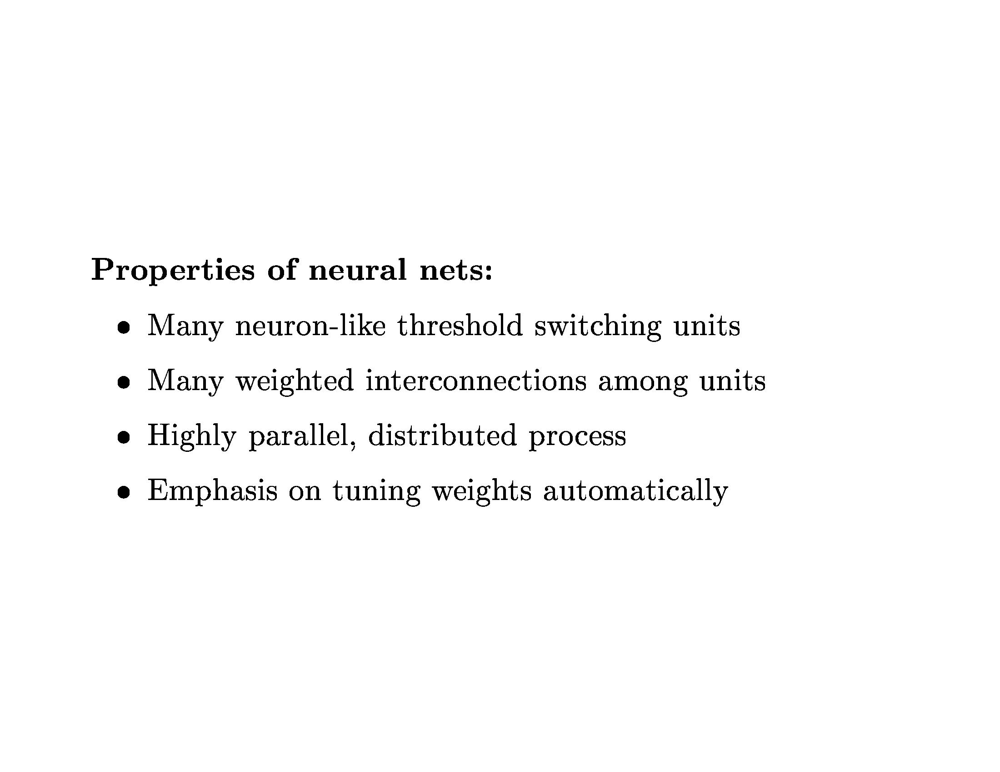 Properties of neural nets:
• Many neuron-like threshold switching units
• Many weighted interconnections among units
• Highly parallel, distributed process
• Emphasis on tuning weights automatically